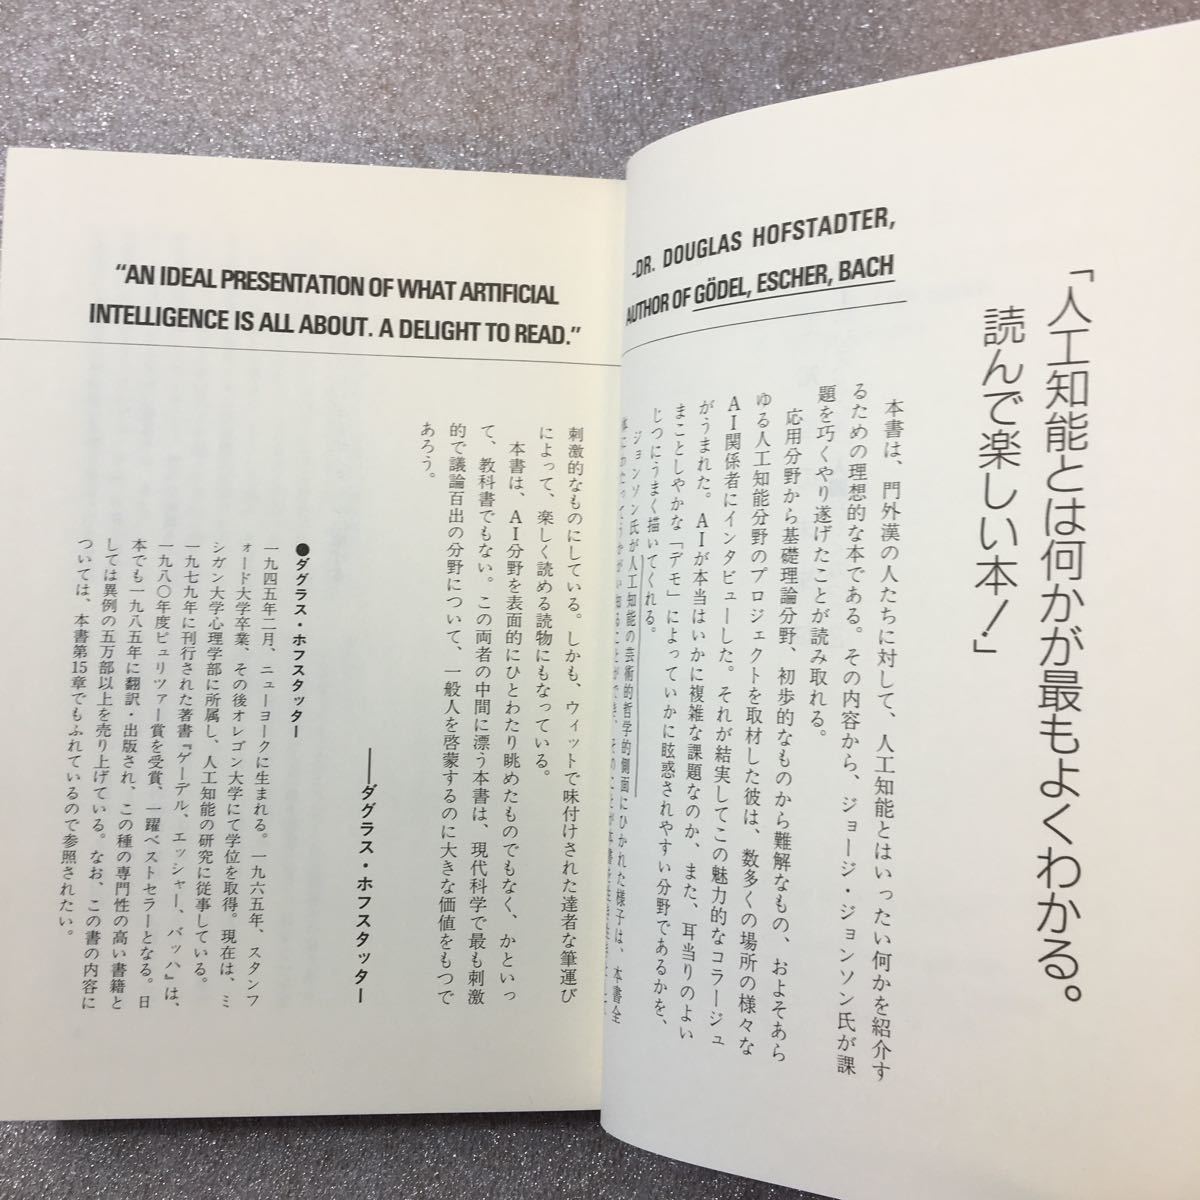 「人工知能とは何かが最もよくわかる。
読んで楽しい本！」
-DR. DOUGLAS HOFSTADTER,
AUTHOR OF GÖDEL, ESCHER, BACH
本書は、門外漢の人たちに対して、人工知能とはいったい何かを紹介す
るための理想的な本である。その内容から、ジョージ・ジョンソン氏が課
題を巧くやり遂げたことが読み取れる。
応用分野から基礎理論分野、初歩的なものから難解なもの、およそあら
ゆる人工知能分野のプロジェクトを取材した彼は、数多くの場所の様々な
AI関係者にインタビューした。それが結実してこの魅力的なコラージュ
がうまれた。AIが本当はいかに複雑な課題なのか、また、耳当りのよい
まことしやかな「デモ」によっていかに眩惑されやすい分野であるかを、
じつにうまく描いてくれる。
ジョンソン氏が人工知能の芸術的哲学的側面にひかれた様子は、本書全
“AN IDEAL PRESENTATION OF WHAT ARTIFICIAL
INTELLIGENCE IS ALL ABOUT. A DELIGHT TO READ.”
刺激的なものにしている。しかも、ウィットで味付けされた達者な筆運び
によって、楽しく読める読物にもなっている。
本書は、AI分野を表面的にひとわたり眺めたものでもなく、かといっ
て、教科書でもない。この両者の中間に漂う本書は、現代科学で最も刺激
的で議論百出の分野について、一般人を啓蒙するのに大きな価値をもつで
あろう。
――ダグラス・ホフスタッター
●ダグラス・ホフスタッター
一九四五年二月、ニューヨークに生まれる。一九六五年、スタンフ
ォード大学卒業、その後オレゴン大学にて学位を取得。現在は、ミ
シガン大学心理学部に所属し、人工知能の研究に従事している。
一九七九年に刊行された著書『ゲーデル、エッシャー、バッハ』は、
一九八〇年度ピュリツァー賞を受賞、一躍ベストセラーとなる。日
本でも一九八五年に翻訳・出版され、この種の専門性の高い書籍と
しては異例の五万部以上を売り上げている。なお、この書の内容に
ついては、本書第15章でもふれているので参照されたい。